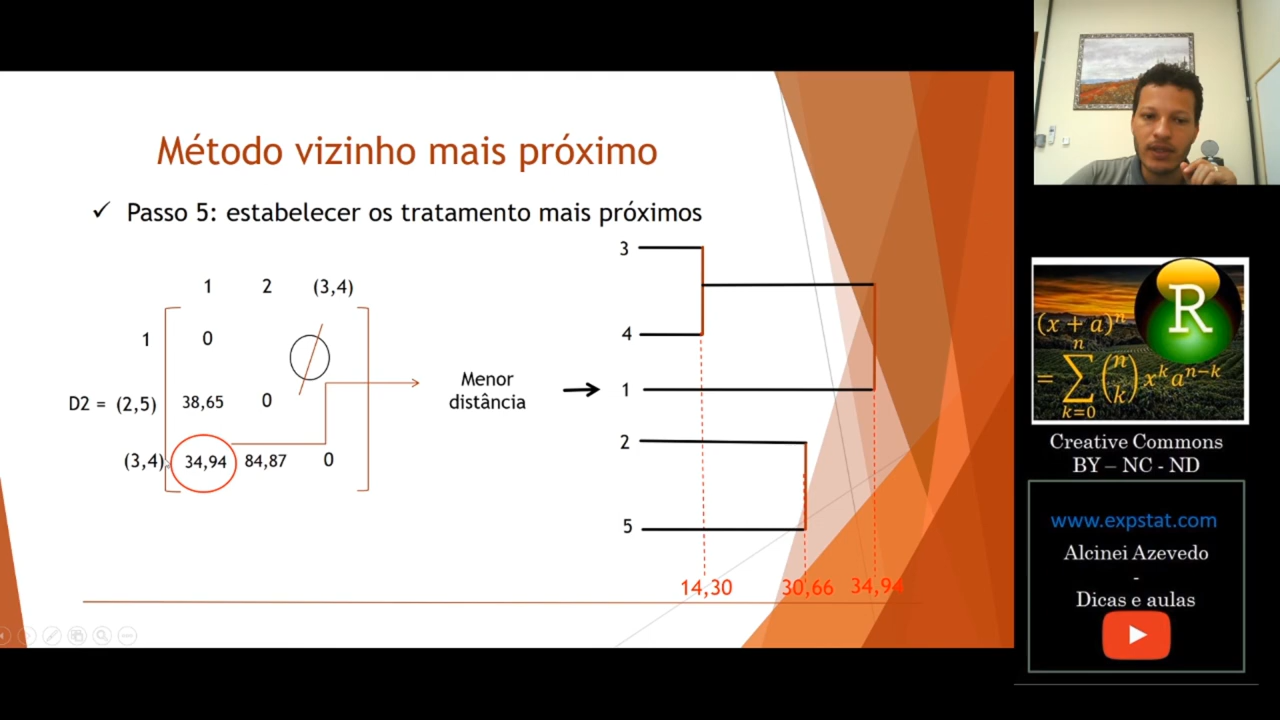 Método vizinho mais próximo
✓ Passo 5: estabelecer os tratamento mais próximos
1 2 (3,4)
1 0
D2 = (2,5) 38,65 0
(3,4) 34,94 84,87 0
Menor
distância
3
4
1
2
5
14,30 30,66 34,94
R
(x + a)ⁿ
n
= ∑ (n k) xᵏaⁿ⁻ᵏ
k=0
Creative Commons
BY – NC - ND
www.expstat.com
Alcinei Azevedo
-
Dicas e aulas